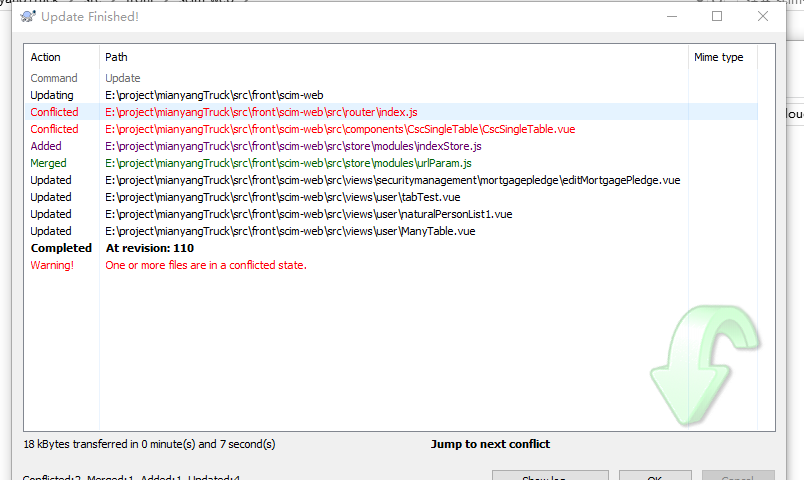 Update Finished!
Action Path Mime type
Command Update
Updating E:\project\mianyangTruck\src\front\scim-web
Conflicted E:\project\mianyangTruck\src\front\scim-web\src\router\index.js
Conflicted E:\project\mianyangTruck\src\front\scim-web\src\components\CscSingleTable\CscSingleTable.vue
Added E:\project\mianyangTruck\src\front\scim-web\src\store\modules\indexStore.js
Merged E:\project\mianyangTruck\src\front\scim-web\src\store\modules\urlParam.js
Updated E:\project\mianyangTruck\src\front\scim-web\src\views\securitymanagement\mortgagepledge\editMortgagePledge.vue
Updated E:\project\mianyangTruck\src\front\scim-web\src\views\user\tabTest.vue
Updated E:\project\mianyangTruck\src\front\scim-web\src\views\user\naturalPersonList1.vue
Updated E:\project\mianyangTruck\src\front\scim-web\src\views\user\ManyTable.vue
Completed At revision: 110
Warning! One or more files are in a conflicted state.
18 kBytes transferred in 0 minute(s) and 7 second(s) Jump to next conflict
Conflicted:2, Merged:1, Added:1, Updated:4
Show log... OK Cancel